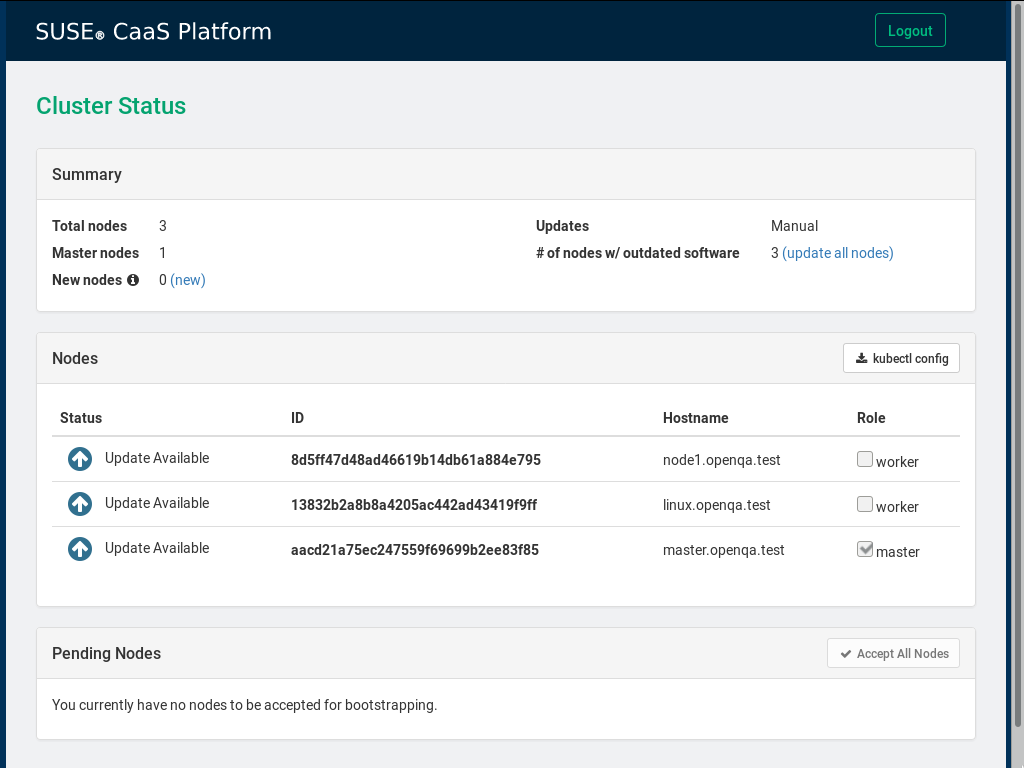 SUSE® CaaS Platform
Logout
Cluster Status
Summary
Total nodes 3
Master nodes 1
New nodes 0 (new)
Updates Manual
# of nodes w/ outdated software 3 (update all nodes)
Nodes
kubectl config
Status ID Hostname Role
Update Available 8d5ff47d48ad46619b14db61a884e795 node1.openqa.test worker
Update Available 13832b2a8b8a4205ac442ad43419f9ff linux.openqa.test worker
Update Available aacd21a75ec247559f69699b2ee83f85 master.openqa.test master
Pending Nodes
Accept All Nodes
You currently have no nodes to be accepted for bootstrapping.